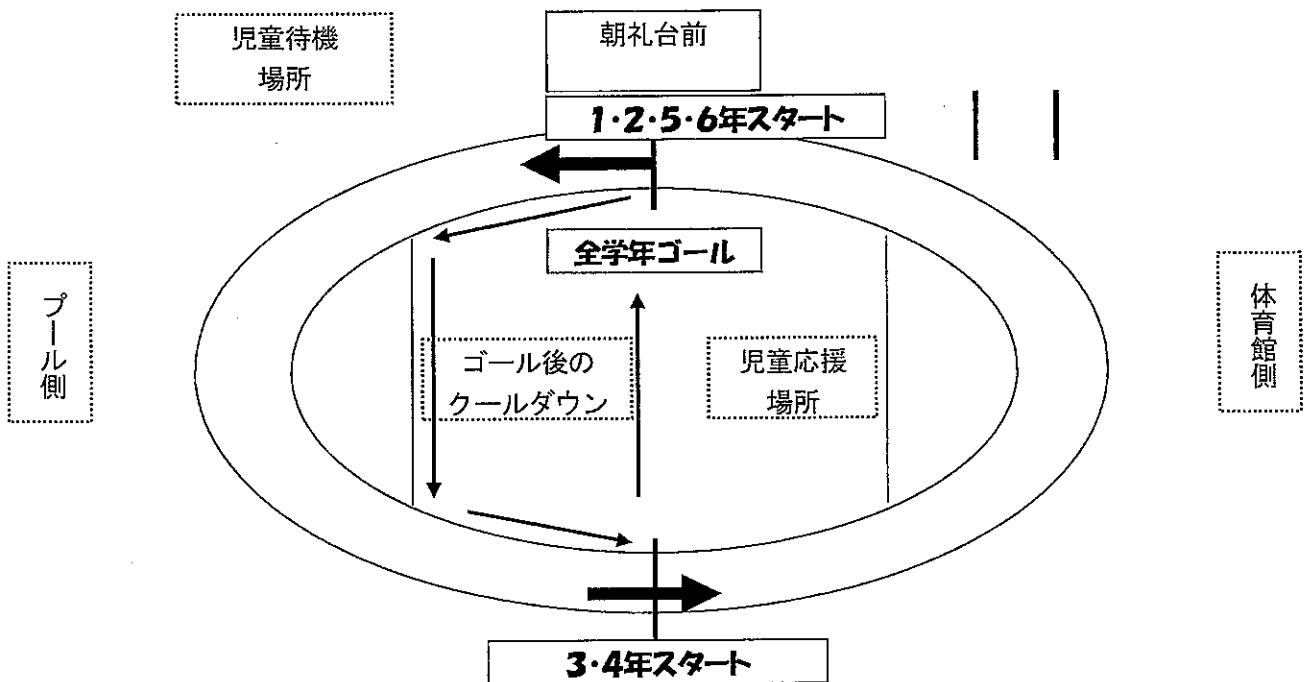 児童待機
場所
朝礼台前
1・2・5・6年スタート
全学年ゴール
プール側
ゴール後の
クールダウン
児童応援
場所
体育館側
3・4年スタート